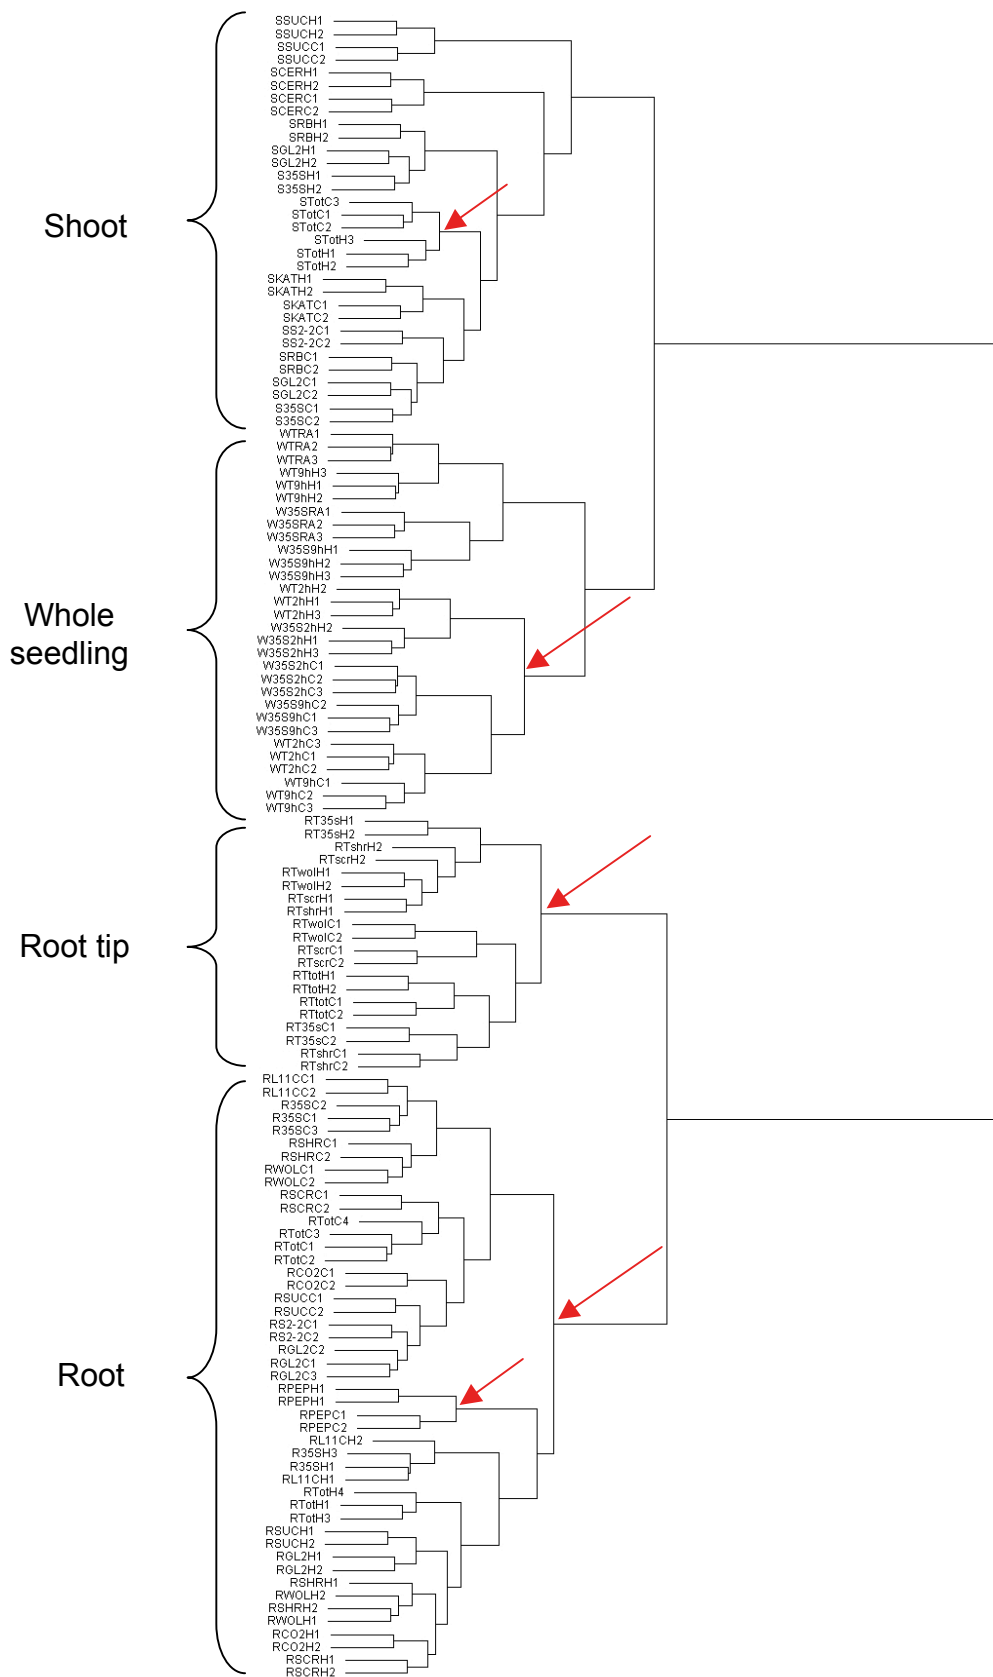 Shoot
SSUCH1
SSUCH2
SSUCC1
SSUCC2
SCERH1
SCERH2
SCERC1
SCERC2
SRBH1
SRBH2
SGL2H1
SGL2H2
S35SH1
S35SH2
STotC3
STotC1
STotC2
STotH3
STotH1
STotH2
SKATH1
SKATH2
SKATC1
SKATC2
SS2-2C1
SS2-2C2
SRBC1
SRBC2
SGL2C1
SGL2C2
S35SC1
S35SC2
Whole
seedling
WTRA1
WTRA2
WTRA3
WT9hH3
WT9hH1
WT9hH2
W35SRA1
W35SRA2
W35SRA3
W35S9hH1
W35S9hH2
W35S9hH3
WT2hH2
WT2hH1
WT2hH3
W35S2hH2
W35S2hH1
W35S2hH3
W35S2hC1
W35S2hC2
W35S2hC3
W35S9hC2
W35S9hC1
W35S9hC3
WT2hC3
WT2hC1
WT2hC2
WT9hC1
WT9hC2
WT9hC3
Root tip
RT35sH1
RT35sH2
RTshrH2
RTscrH2
RTwolH1
RTwolH2
RTscrH1
RTshrH1
RTwolC1
RTwolC2
RTscrC1
RTscrC2
RTtotH1
RTtotH2
RTtotC1
RTtotC2
RT35sC1
RT35sC2
RTshrC1
RTshrC2
Root
RL11CC1
RL11CC2
R35SC2
R35SC1
R35SC3
RSHRC1
RSHRC2
RWOLC1
RWOLC2
RSCRC1
RSCRC2
RTotC4
RTotC3
RTotC1
RTotC2
RCO2C1
RCO2C2
RSUCC1
RSUCC2
RS2-2C1
RS2-2C2
RGL2C2
RGL2C1
RGL2C3
RPEPH1
RPEPH1
RPEPC1
RPEPC2
RL11CH2
R35SH3
R35SH1
RL11CH1
RTotH4
RTotH1
RTotH3
RSUCH1
RSUCH2
RGL2H1
RGL2H2
RSHRH1
RWOLH2
RSHRH2
RWOLH1
RCO2H1
RCO2H2
RSCRH1
RSCRH2